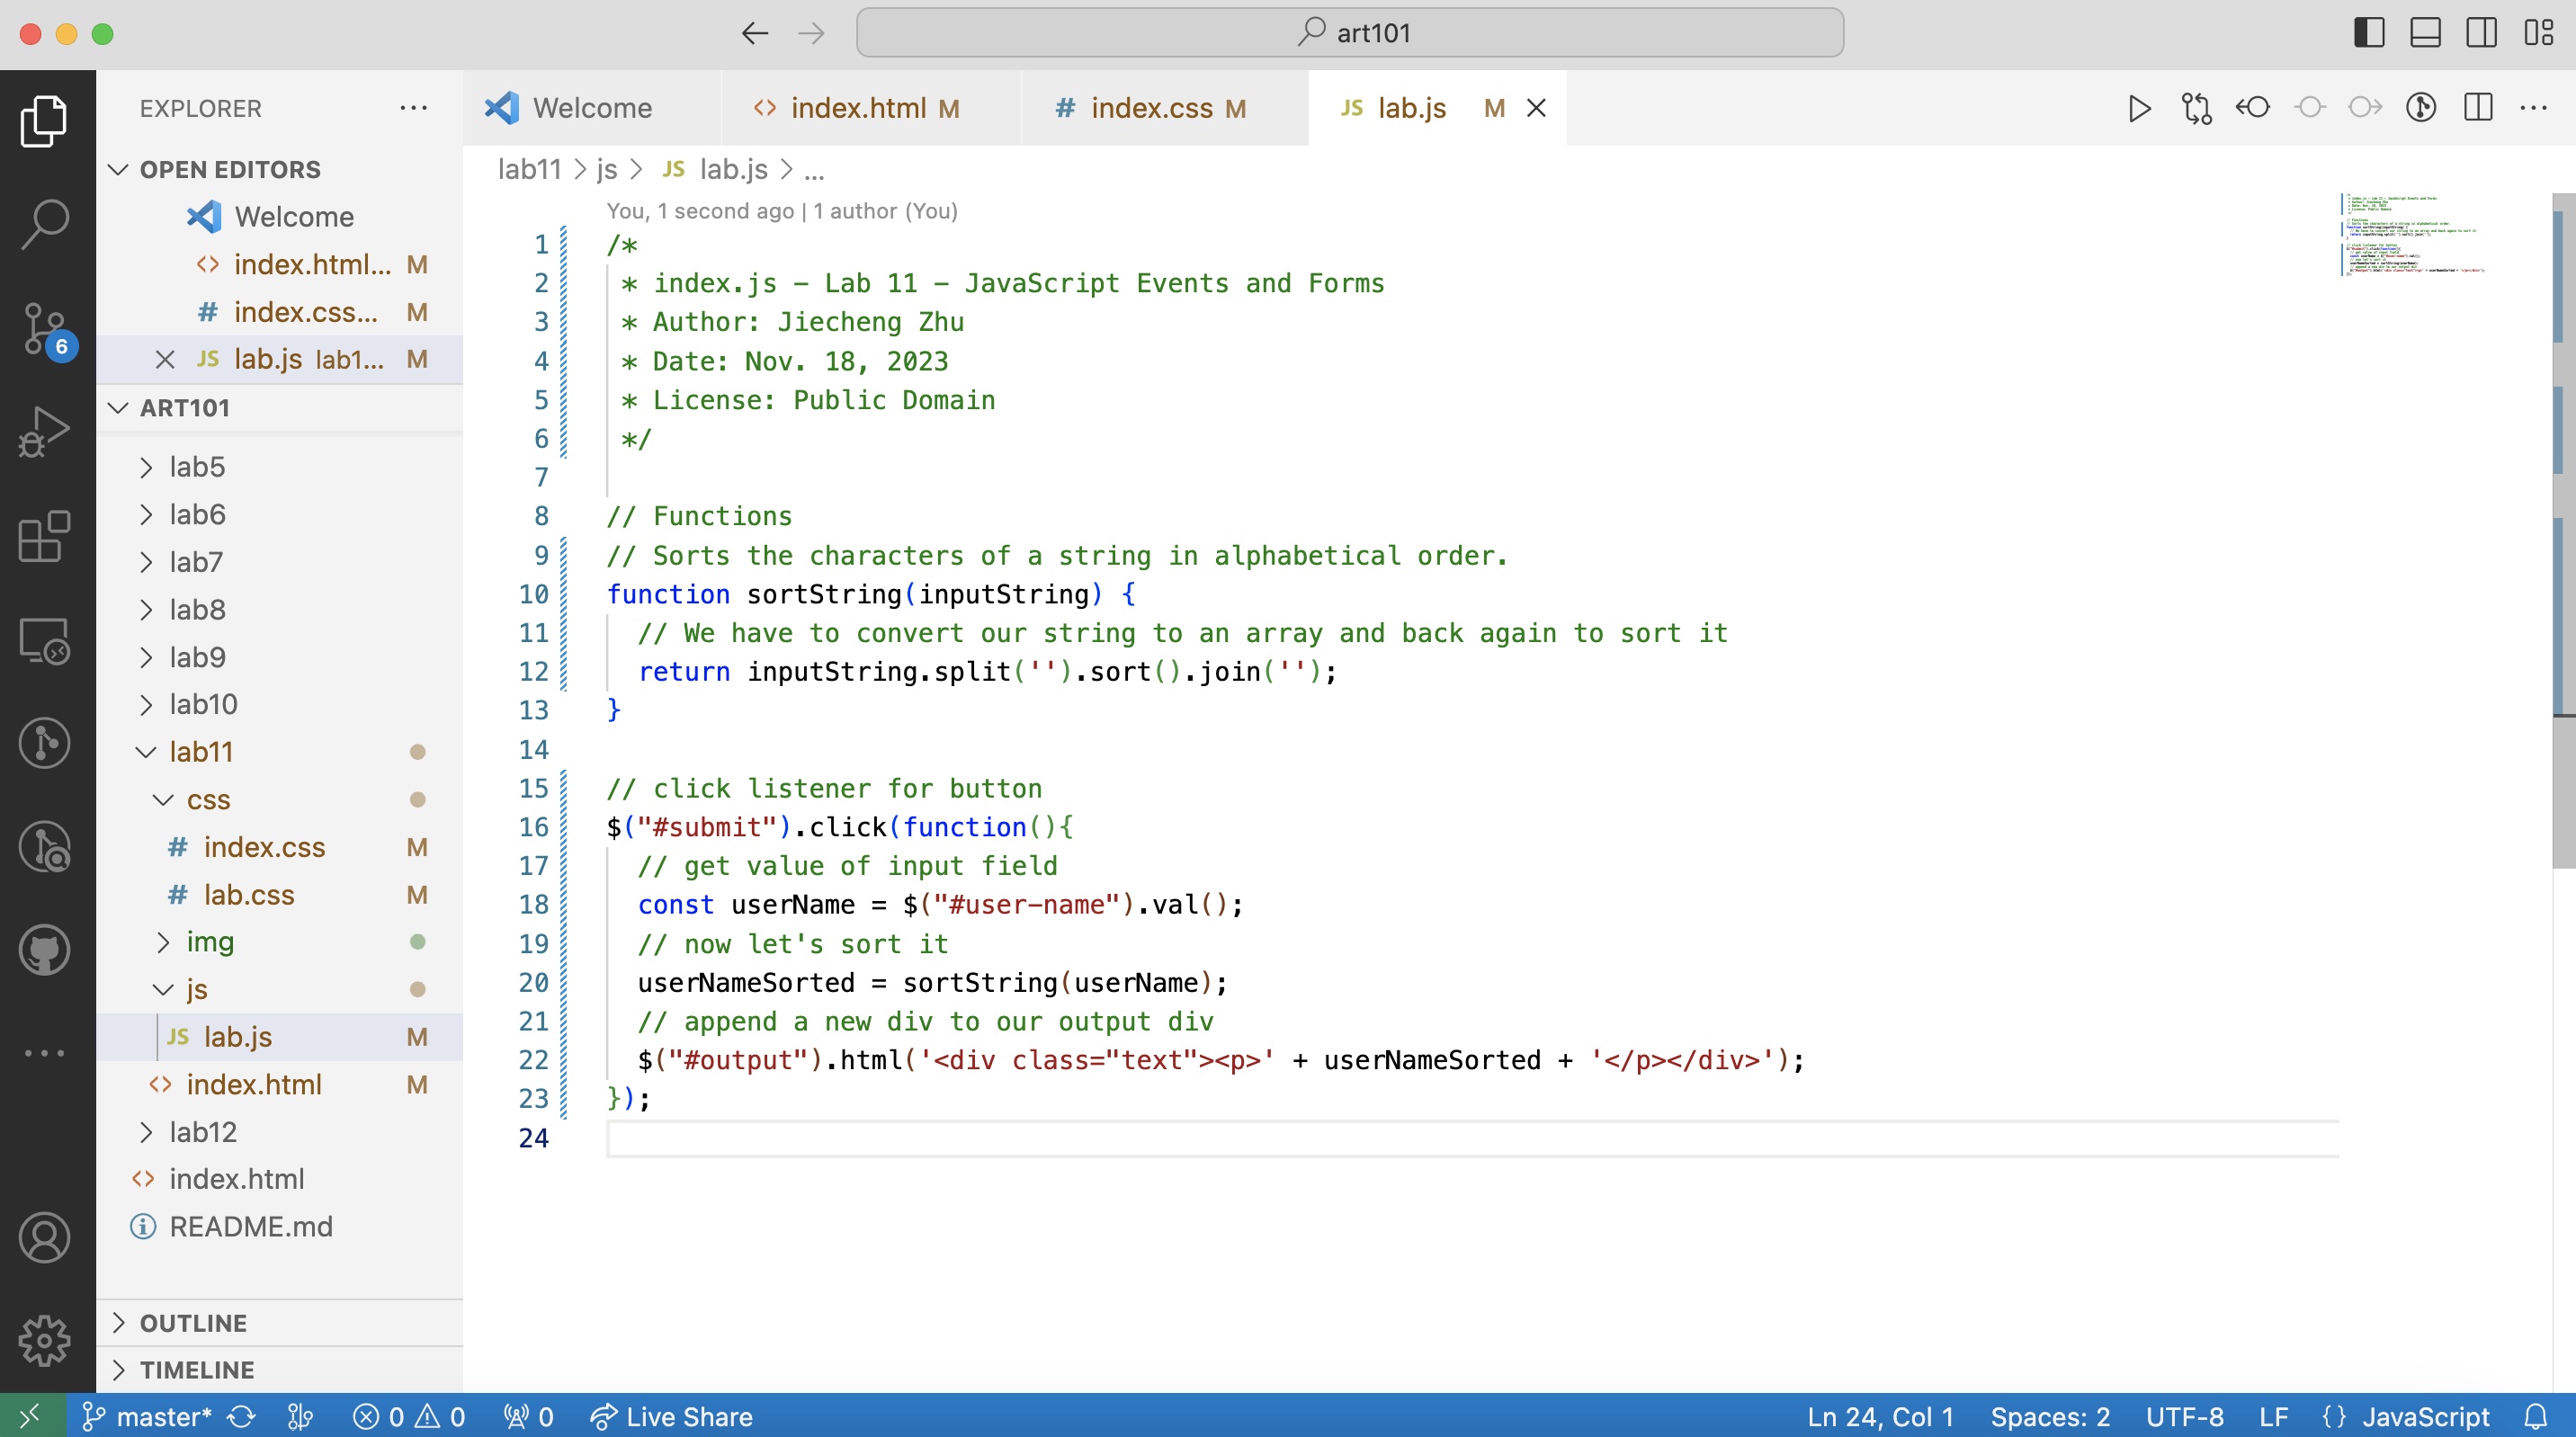 art101
EXPLORER
OPEN EDITORS
Welcome
index.html... M
index.css... M
JS lab.js lab1... M
ART101
lab5
lab6
lab7
lab8
lab9
lab10
lab11
css
# index.css M
# lab.css M
img
js
JS lab.js M
<> index.html M
lab12
<> index.html
README.md
OUTLINE
TIMELINE
6
Welcome
<> index.html M
# index.css M
JS lab.js M
lab11 > js > JS lab.js > ...
You, 1 second ago | 1 author (You)
1 /*
2 * index.js - Lab 11 - JavaScript Events and Forms
3 * Author: Jiecheng Zhu
4 * Date: Nov. 18, 2023
5 * License: Public Domain
6 */
7
8 // Functions
9 // Sorts the characters of a string in alphabetical order.
10 function sortString(inputString) {
11 // We have to convert our string to an array and back again to sort it
12 return inputString.split('').sort().join('');
13 }
14
15 // click listener for button
16 $("#submit").click(function(){
17 // get value of input field
18 const userName = $("#user-name").val();
19 // now let's sort it
20 userNameSorted = sortString(userName);
21 // append a new div to our output div
22 $("#output").html('<div class="text"><p>' + userNameSorted + '</p></div>');
23 });
24
master* 0 0 0 Live Share
Ln 24, Col 1 Spaces: 2 UTF-8 LF {} JavaScript